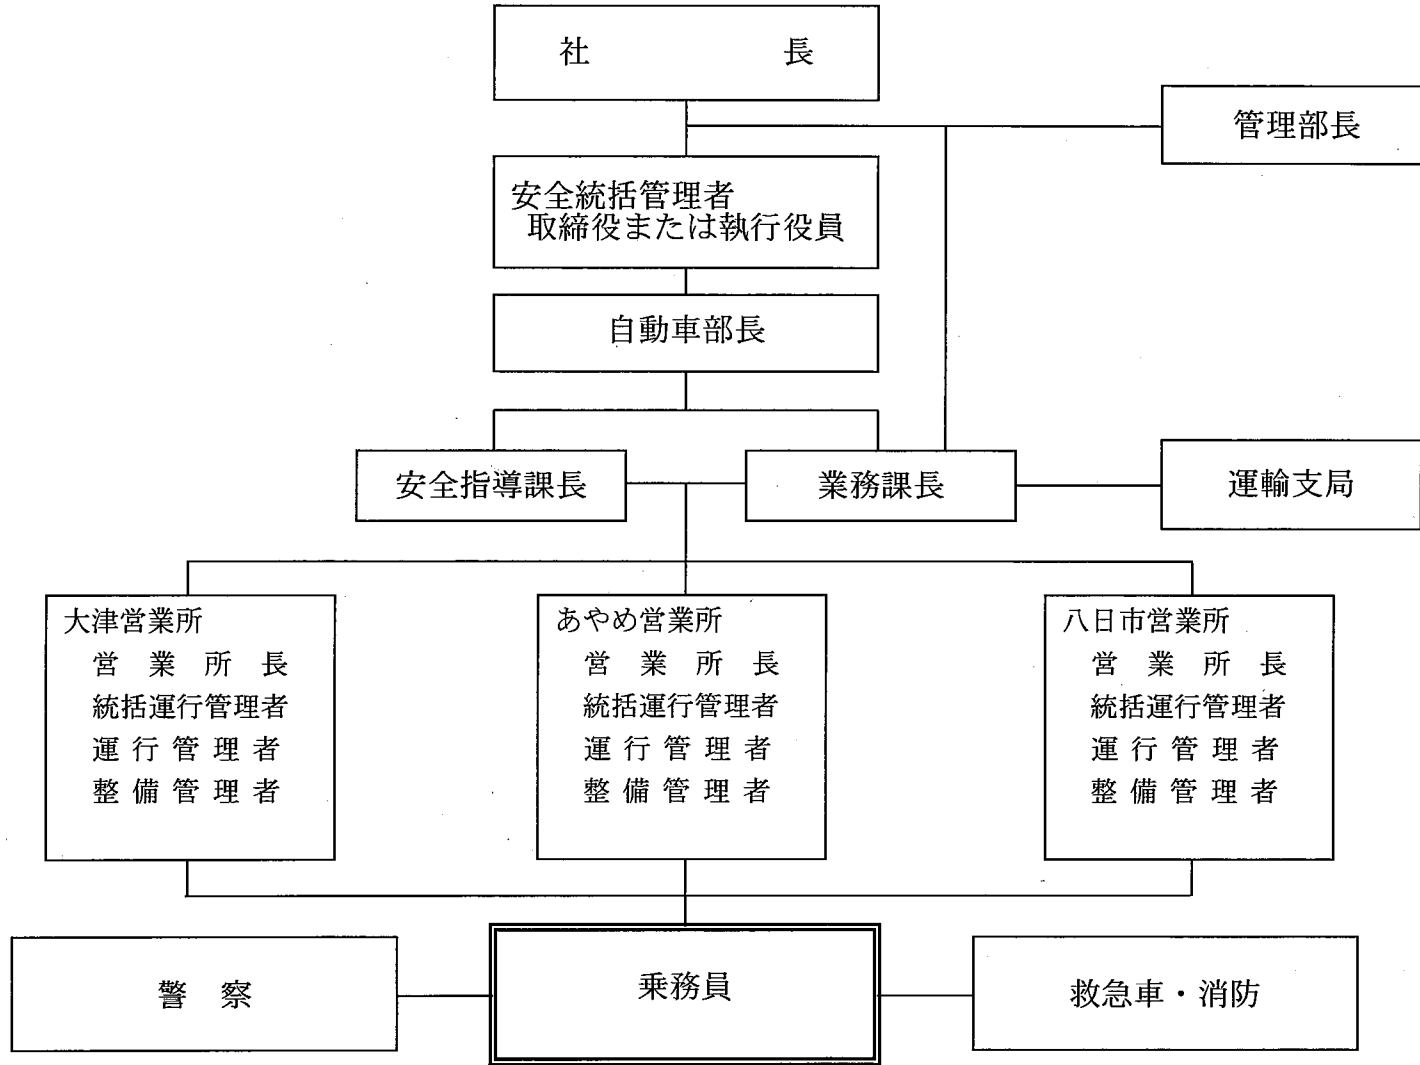 社 長
管理部長
安全統括管理者
取締役または執行役員
自動車部長
安全指導課長
業務課長
運輸支局
大津営業所
営業所長
統括運行管理者
運行管理者
整備管理者
あやめ営業所
営業所長
統括運行管理者
運行管理者
整備管理者
八日市営業所
営業所長
統括運行管理者
運行管理者
整備管理者
警 察
乗務員
救急車・消防